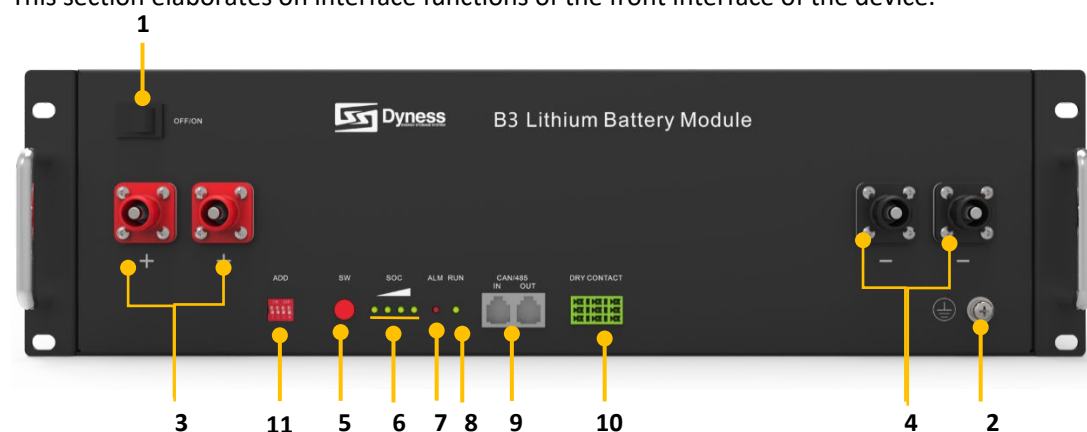 This section elaborates on interface functions of the front interface of the device.
1
OFF/ON
Dyness
B3 Lithium Battery Module
+ +
- -
ADD
SW
SOC
ALM RUN
CAN/485
IN OUT
DRY CONTACT
3 11 5 6 7 8 9 10 4 2